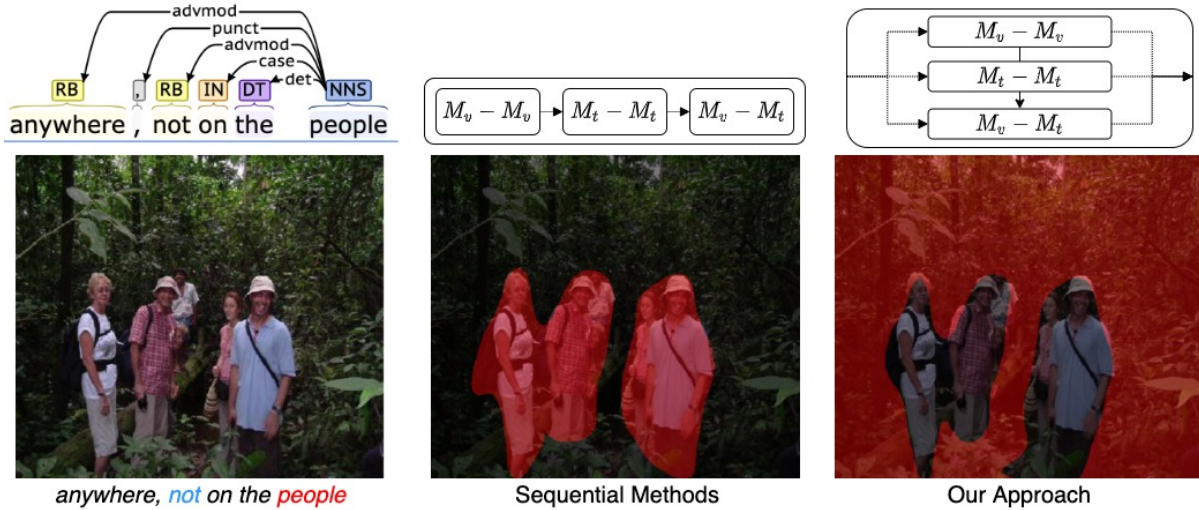 advmod
punct
advmod
case
det
RB , RB IN DT NNS
anywhere , not on the people
M_v − M_v
M_t − M_t
M_v − M_t
M_v − M_v
M_t − M_t
M_v − M_t
anywhere, not on the people
Sequential Methods
Our Approach